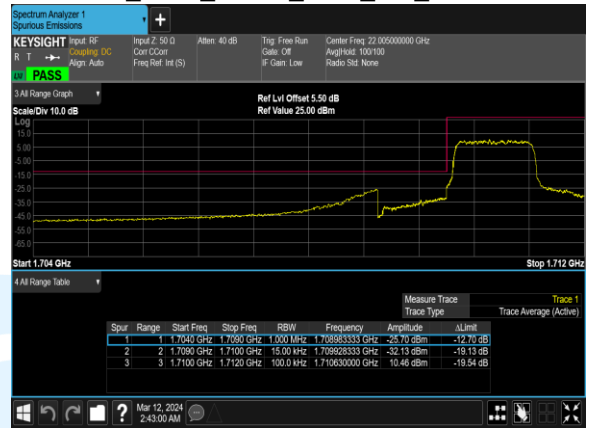 Spectrum Analyzer 1
Spurious Emissions
+
KEYSIGHT Input: RF Input Z: 50 Ω Atten: 40 dB Trig: Free Run Center Freq: 22.005000000 GHz
R T Coupling: DC Corr CCorr Gate: Off Avg|Hold: 100/100
Align: Auto Freq Ref: Int (S) IF Gain: Low Radio Std: None
PASS
3 All Range Graph
Ref Lvl Offset 5.50 dB
Scale/Div 10.0 dB Ref Value 25.00 dBm
Log
15.0
5.00
-5.00
-15.0
-25.0
-35.0
-45.0
-55.0
-65.0
Start 1.704 GHz Stop 1.712 GHz
4 All Range Table
Measure Trace Trace 1
Trace Type Trace Average (Active)
Spur Range Start Freq Stop Freq RBW Frequency Amplitude ΔLimit
1 1 1.7040 GHz 1.7090 GHz 1.000 MHz 1.708983333 GHz -25.70 dBm -12.70 dB
2 2 1.7090 GHz 1.7100 GHz 15.00 kHz 1.709928333 GHz -32.13 dBm -19.13 dB
3 3 1.7100 GHz 1.7120 GHz 100.0 kHz 1.710630000 GHz 10.46 dBm -19.54 dB
? Mar 12, 2024
2:43:00 AM